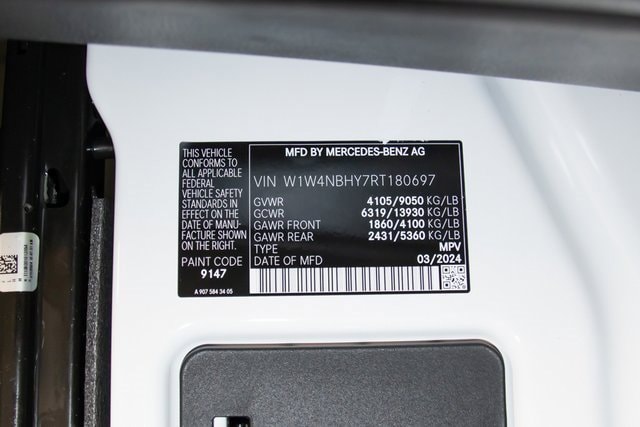 THIS VEHICLE
CONFORMS TO
ALL APPLICABLE
FEDERAL
VEHICLE SAFETY
STANDARDS IN
EFFECT ON THE
DATE OF MANU-
FACTURE SHOWN
ON THE RIGHT.
PAINT CODE
9147
A 907 584 34 05
MFD BY MERCEDES-BENZ AG
VIN W1W4NBHY7RT180697
GVWR 4105/9050 KG/LB
GCWR 6319/13930 KG/LB
GAWR FRONT 1860/4100 KG/LB
GAWR REAR 2431/5360 KG/LB
TYPE MPV
DATE OF MFD 03/2024